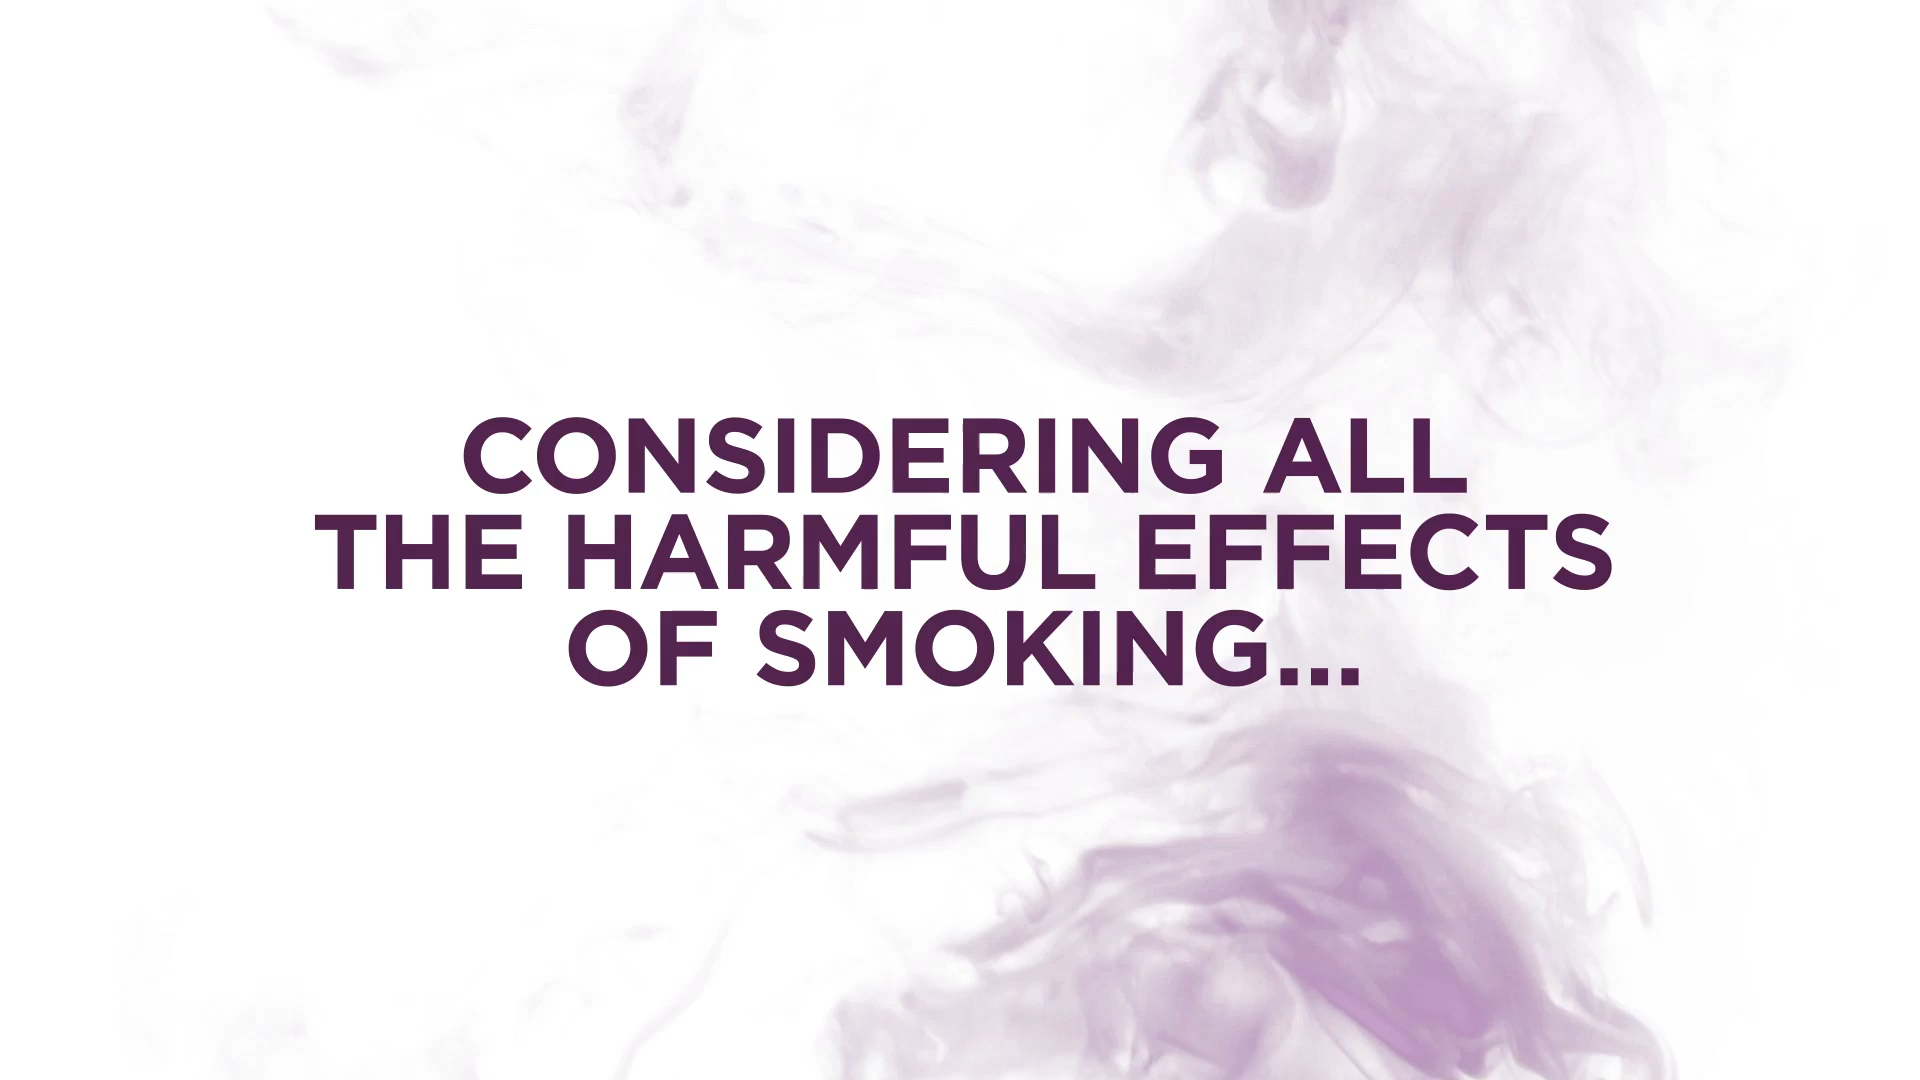 CONSIDERING ALL
THE HARMFUL EFFECTS
OF SMOKING...